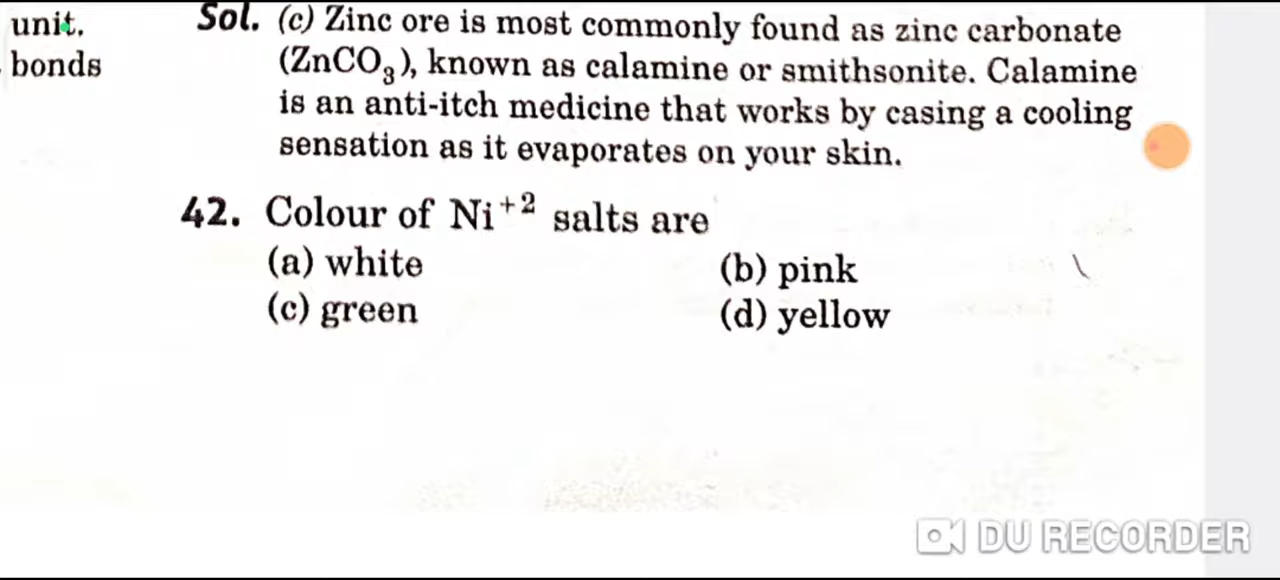 unit.
bonds
Sol. (c) Zinc ore is most commonly found as zinc carbonate
(ZnCO₃), known as calamine or smithsonite. Calamine
is an anti-itch medicine that works by casing a cooling
sensation as it evaporates on your skin.
42. Colour of Ni⁺² salts are
(a) white (b) pink
(c) green (d) yellow
DU RECORDER